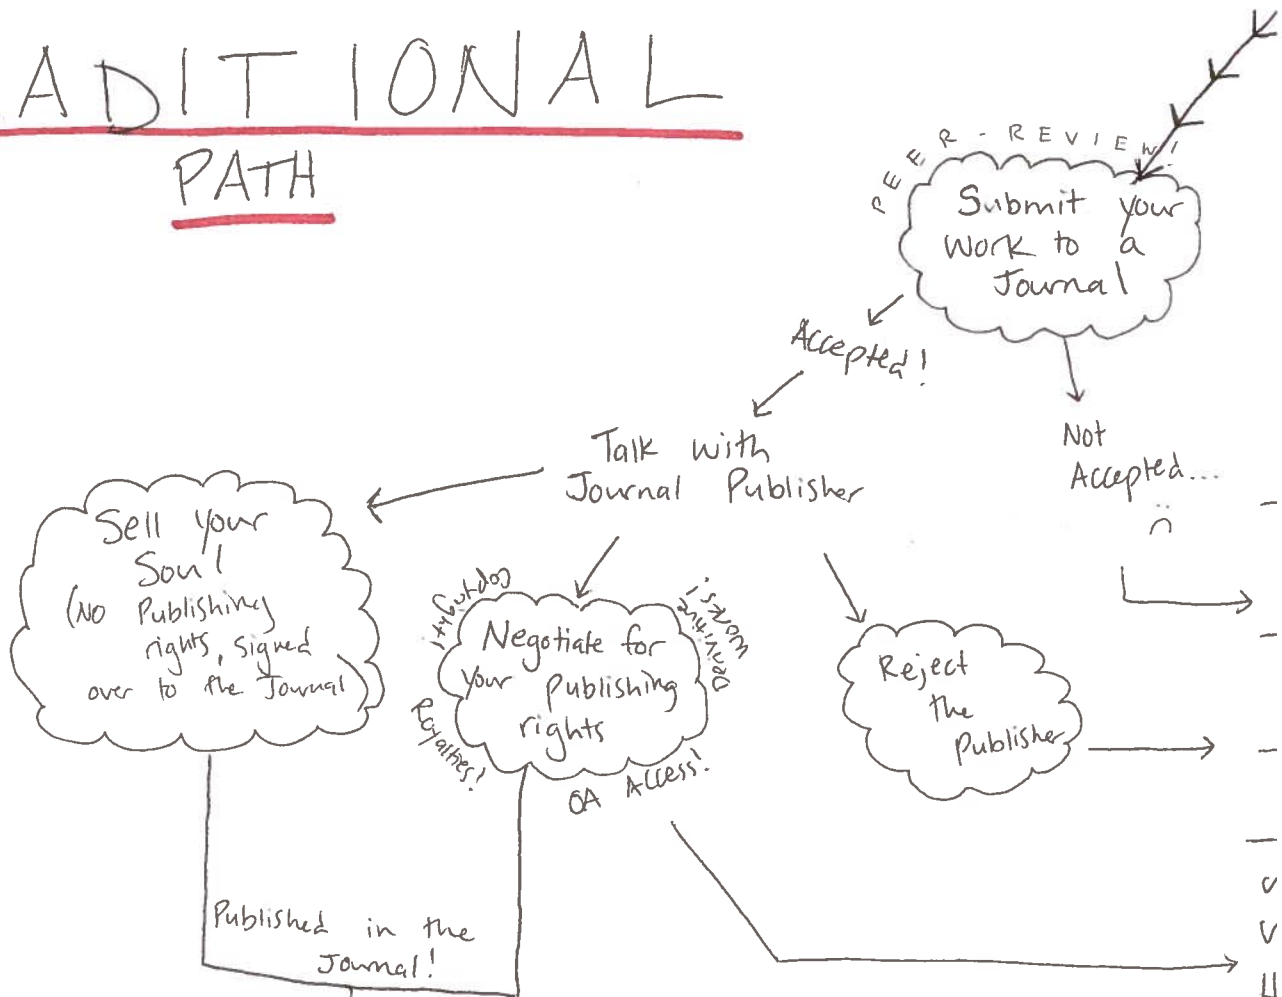 ADITIONAL
PATH
PEER-REVIEW!
Submit your
Work to a
Journal
Accepted!
Not
Accepted...
Talk with
Journal Publisher
Sell your
Soul
(No Publishing
rights, signed
over to the Journal)
Copyright!
Derivitive
Works!
Negotiate for
your publishing
rights
Royalties!
OA Access!
Reject
the
Publisher
Published in the
Journal!